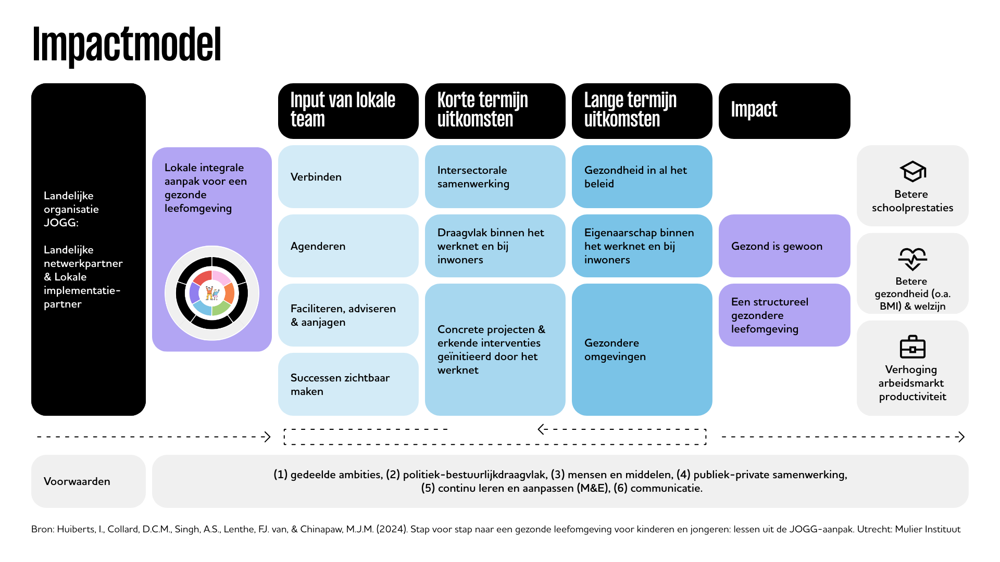 Impactmodel
Landelijke
organisatie
JOGG:
Landelijke
netwerkpartner
& Lokale
implementatie-
partner
Lokale integrale
aanpak voor een
gezonde
leefomgeving
Input van lokale
team
Verbinden
Agenderen
Faciliteren, adviseren
& aanjagen
Successen zichtbaar
maken
Korte termijn
uitkomsten
Intersectorale
samenwerking
Draagvlak binnen het
werknet en bij
inwoners
Concrete projecten &
erkende interventies
geïnitieerd door het
werknet
Lange termijn
uitkomsten
Gezondheid in al het
beleid
Eigenaarschap binnen
het werknet en bij
inwoners
Gezondere
omgevingen
Impact
Gezond is gewoon
Een structureel
gezondere
leefomgeving
Betere
schoolprestaties
Betere
gezondheid (o.a.
BMI) & welzijn
Verhoging
arbeidsmarkt
productiviteit
Voorwaarden
(1) gedeelde ambities, (2) politiek-bestuurlijkdraagvlak, (3) mensen en middelen, (4) publiek-private samenwerking,
(5) continu leren en aanpassen (M&E), (6) communicatie.
Bron: Huiberts, I., Collard, D.C.M., Singh, A.S., Lenthe, F.J. van, & Chinapaw, M.J.M. (2024). Stap voor stap naar een gezonde leefomgeving voor kinderen en jongeren: lessen uit de JOGG-aanpak. Utrecht: Mulier Instituut